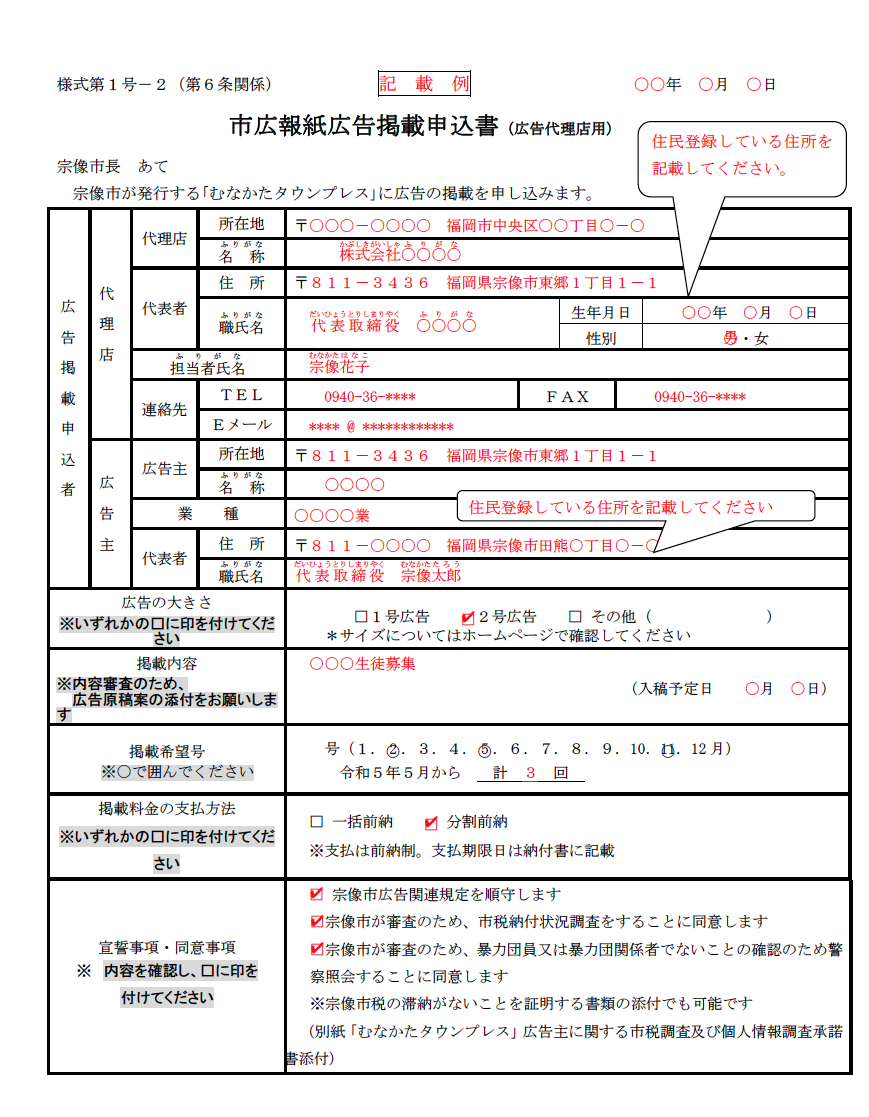 様式第１号－２（第６条関係）　記　載　例　○○年　○月　○日
市広報紙広告掲載申込書（広告代理店用）
住民登録している住所を
記載してください。
宗像市長　あて
宗像市が発行する「むなかたタウンプレス」に広告の掲載を申し込みます。
広告掲載申込者
代理店
代理店
所在地　〒○○○－○○○○　福岡市中央区○○丁目○－○
ふりがな　かぶしきがいしゃふりがな
名　称　株式会社○○○○
代表者
住　所　〒８１１－３４３６　福岡県宗像市東郷１丁目１－１
ふりがな　だいひょうとりしまりやく　ふりがな
職氏名　代表取締役　○○○○
生年月日　○○年　○月　○日
性別　男・女
ふりがな　むなかたはなこ
担当者氏名　宗像花子
連絡先
ＴＥＬ　0940-36-****　ＦＡＸ　0940-36-****
Ｅメール　**** @ ************
広告主
広告主
所在地　〒８１１－３４３６　福岡県宗像市東郷１丁目１－１
ふりがな
名　称　○○○○
業　種　○○○○業
住民登録している住所を記載してください
代表者
住　所　〒８１１－○○○○　福岡県宗像市田熊○丁目○－○
ふりがな　だいひょうとりしまりやく　むなかたたろう
職氏名　代表取締役　宗像太郎
広告の大きさ
※いずれかの□に印を付けてくだ
さい
□１号広告　☑２号広告　□ その他（　　　　　　　）
＊サイズについてはホームページで確認してください
掲載内容
※内容審査のため、
広告原稿案の添付をお願いしま
す
○○○生徒募集
（入稿予定日　○月　○日）
掲載希望号
※○で囲んでください
号（１．②．３．４．⑤．６．７．８．９．10．⑪．12月）
令和５年５月から　計　３　回
掲載料金の支払方法
※いずれかの□に印を付けてくだ
さい
□ 一括前納　☑ 分割前納
※支払は前納制。支払期限日は納付書に記載
宣誓事項・同意事項
※　内容を確認し、□に印を
付けてください
☑ 宗像市広告関連規定を順守します
☑宗像市が審査のため、市税納付状況調査をすることに同意します
☑宗像市が審査のため、暴力団員又は暴力団関係者でないことの確認のため警
察照会することに同意します
※宗像市税の滞納がないことを証明する書類の添付でも可能です
（別紙「むなかたタウンプレス」広告主に関する市税調査及び個人情報調査承諾
書添付）